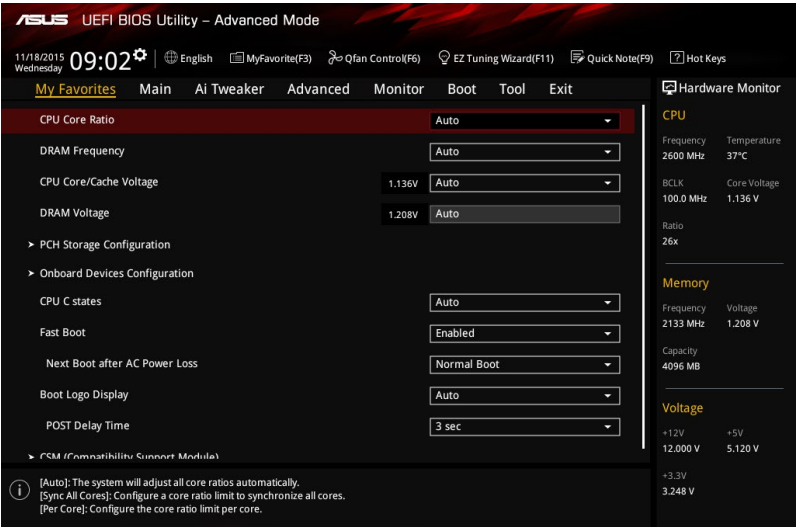 ASUS UEFI BIOS Utility – Advanced Mode
11/18/2015 Wednesday 09:02 English MyFavorite(F3) Qfan Control(F6) EZ Tuning Wizard(F11) Quick Note(F9) ? Hot Keys
My Favorites Main Ai Tweaker Advanced Monitor Boot Tool Exit
CPU Core Ratio Auto
DRAM Frequency Auto
CPU Core/Cache Voltage 1.136V Auto
DRAM Voltage 1.208V Auto
> PCH Storage Configuration
> Onboard Devices Configuration
CPU C states Auto
Fast Boot Enabled
Next Boot after AC Power Loss Normal Boot
Boot Logo Display Auto
POST Delay Time 3 sec
> CSM (Compatibility Support Module)
[Auto]: The system will adjust all core ratios automatically.
[Sync All Cores]: Configure a core ratio limit to synchronize all cores.
[Per Core]: Configure the core ratio limit per core.
Hardware Monitor
CPU
Frequency Temperature
2600 MHz 37°C
BCLK Core Voltage
100.0 MHz 1.136 V
Ratio
26x
Memory
Frequency Voltage
2133 MHz 1.208 V
Capacity
4096 MB
Voltage
+12V +5V
12.000 V 5.120 V
+3.3V
3.248 V